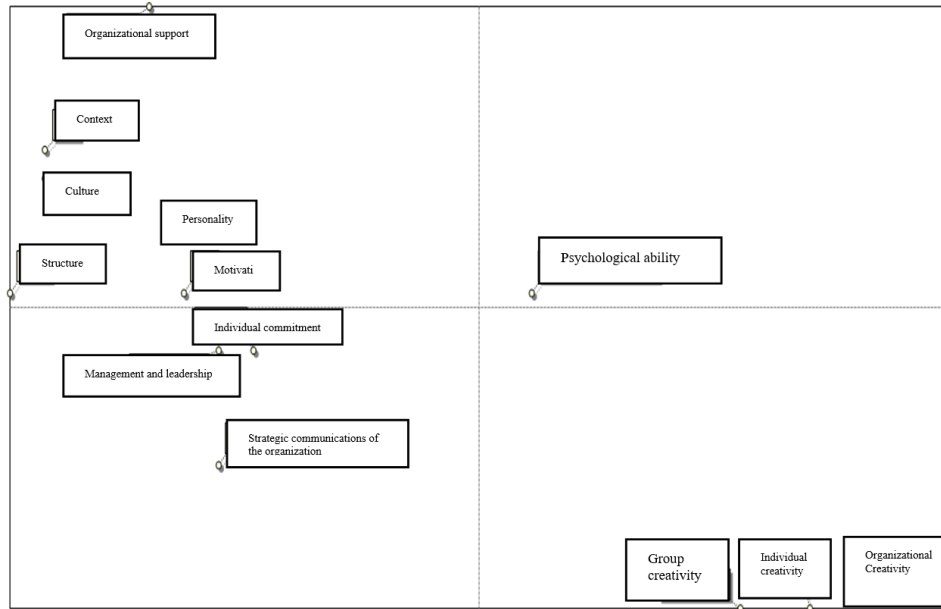 Organizational support
Context
Culture
Personality
Structure
Motivati
Psychological ability
Individual commitment
Management and leadership
Strategic communications of
the organization
Group
creativity
Individual
creativity
Organizational
Creativity